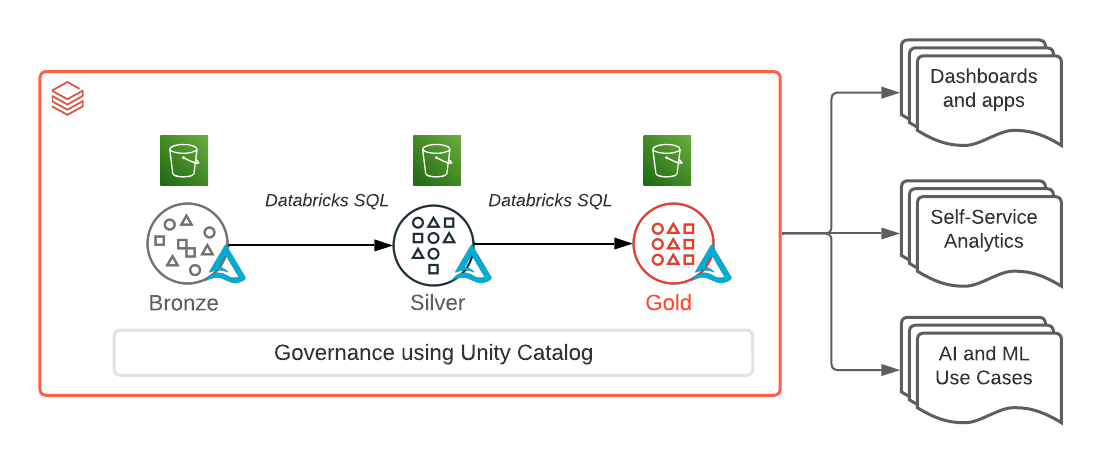 Dashboards
and apps
Databricks SQL
Databricks SQL
Self-Service
Analytics
Bronze
Silver
Gold
Governance using Unity Catalog
AI and ML
Use Cases